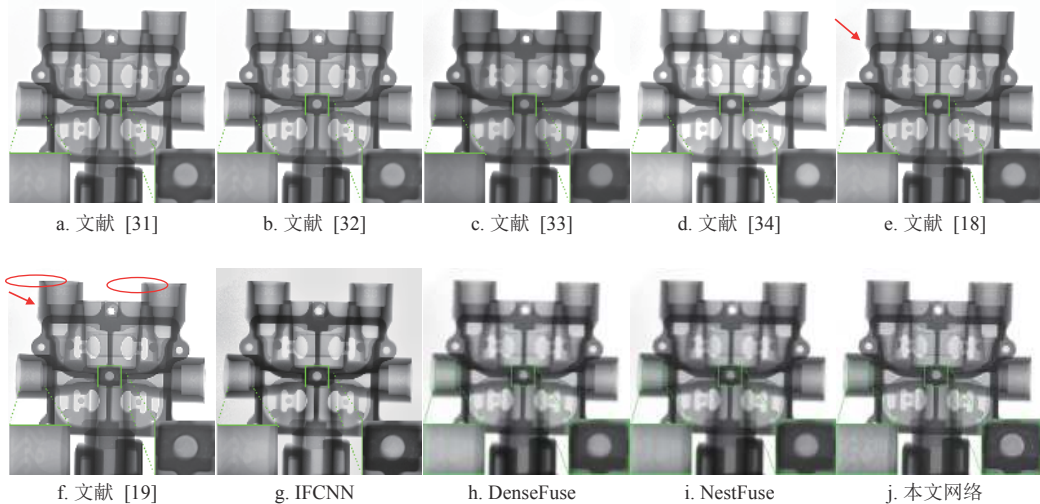 a. 文献 [31]
b. 文献 [32]
c. 文献 [33]
d. 文献 [34]
e. 文献 [18]
f. 文献 [19]
g. IFCNN
h. DenseFuse
i. NestFuse
j. 本文网络